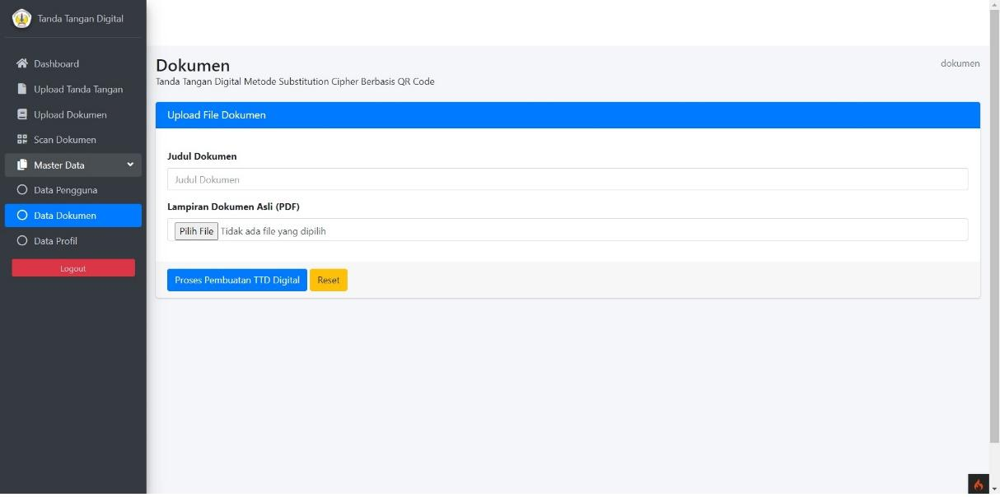 Tanda Tangan Digital
Dashboard
Upload Tanda Tangan
Upload Dokumen
Scan Dokumen
Master Data
Data Pengguna
Data Dokumen
Data Profil
Logout
Dokumen
dokumen
Tanda Tangan Digital Metode Substitution Cipher Berbasis QR Code
Upload File Dokumen
Judul Dokumen
Judul Dokumen
Lampiran Dokumen Asli (PDF)
Pilih File Tidak ada file yang dipilih
Proses Pembuatan TTD Digital Reset